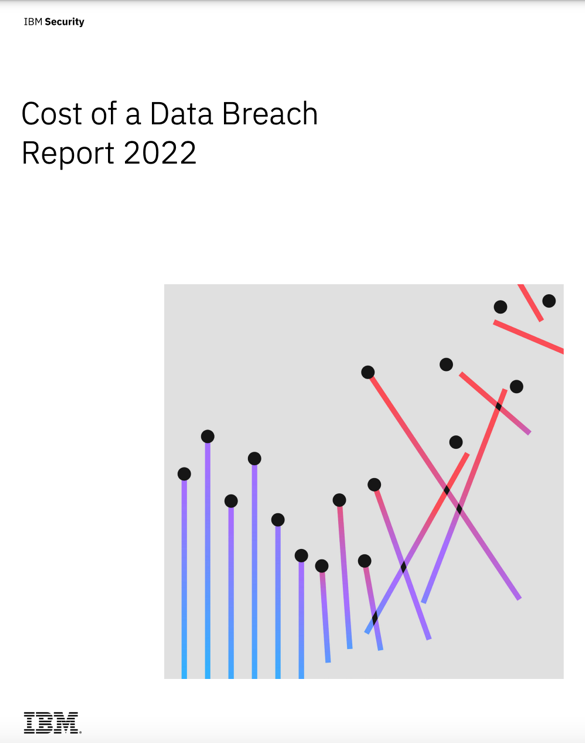 IBM Security
Cost of a Data Breach
Report 2022
IBM®